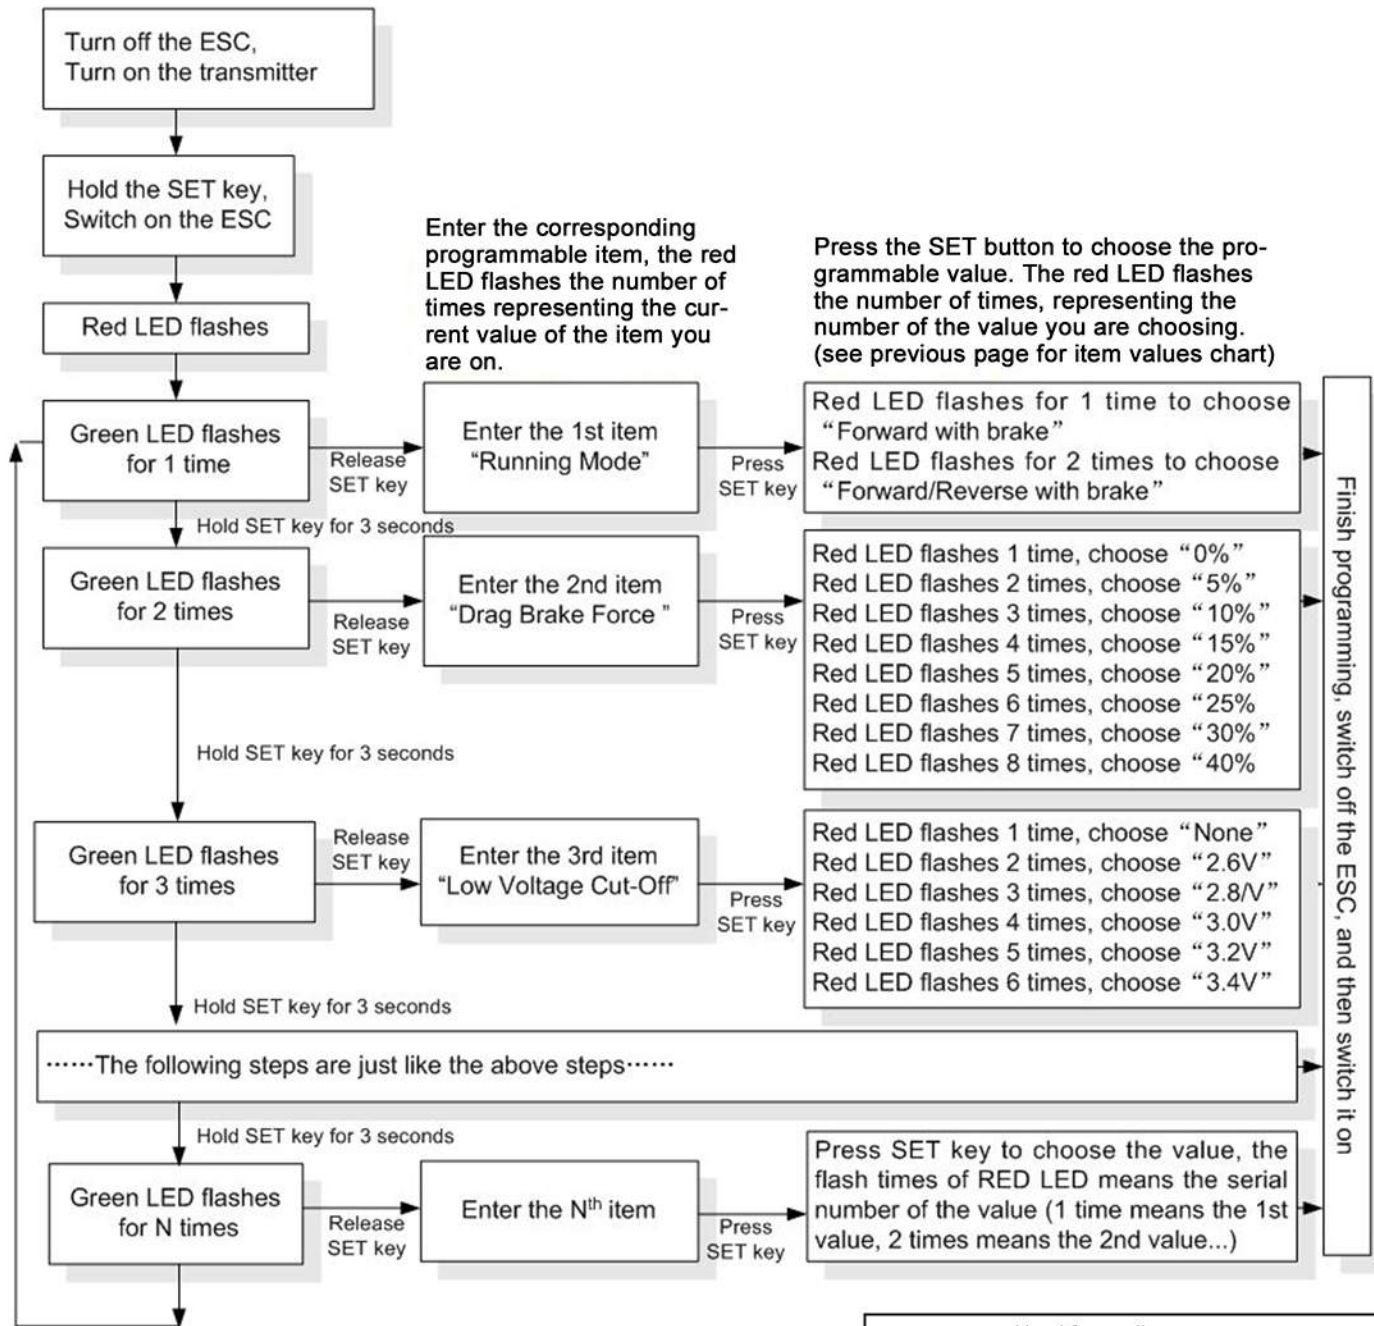 Turn off the ESC,
Turn on the transmitter
Hold the SET key,
Switch on the ESC
Red LED flashes
Enter the corresponding
programmable item, the red
LED flashes the number of
times representing the cur-
rent value of the item you
are on.
Press the SET button to choose the pro-
grammable value. The red LED flashes
the number of times, representing the
number of the value you are choosing.
(see previous page for item values chart)
Green LED flashes
for 1 time
Release
SET key
Enter the 1st item
“Running Mode”
Press
SET key
Red LED flashes for 1 time to choose
“Forward with brake”
Red LED flashes for 2 times to choose
“Forward/Reverse with brake”
Hold SET key for 3 seconds
Green LED flashes
for 2 times
Release
SET key
Enter the 2nd item
“Drag Brake Force ”
Press
SET key
Red LED flashes 1 time, choose “0%”
Red LED flashes 2 times, choose “5%”
Red LED flashes 3 times, choose “10%”
Red LED flashes 4 times, choose “15%”
Red LED flashes 5 times, choose “20%”
Red LED flashes 6 times, choose “25%
Red LED flashes 7 times, choose “30%”
Red LED flashes 8 times, choose “40%
Hold SET key for 3 seconds
Green LED flashes
for 3 times
Release
SET key
Enter the 3rd item
“Low Voltage Cut-Off”
Press
SET key
Red LED flashes 1 time, choose “None”
Red LED flashes 2 times, choose “2.6V”
Red LED flashes 3 times, choose “2.8/V”
Red LED flashes 4 times, choose “3.0V”
Red LED flashes 5 times, choose “3.2V”
Red LED flashes 6 times, choose “3.4V”
Hold SET key for 3 seconds
······The following steps are just like the above steps······
Hold SET key for 3 seconds
Green LED flashes
for N times
Release
SET key
Enter the Nth item
Press
SET key
Press SET key to choose the value, the
flash times of RED LED means the serial
number of the value (1 time means the 1st
value, 2 times means the 2nd value...)
Finish programming, switch off the ESC, and then switch it on